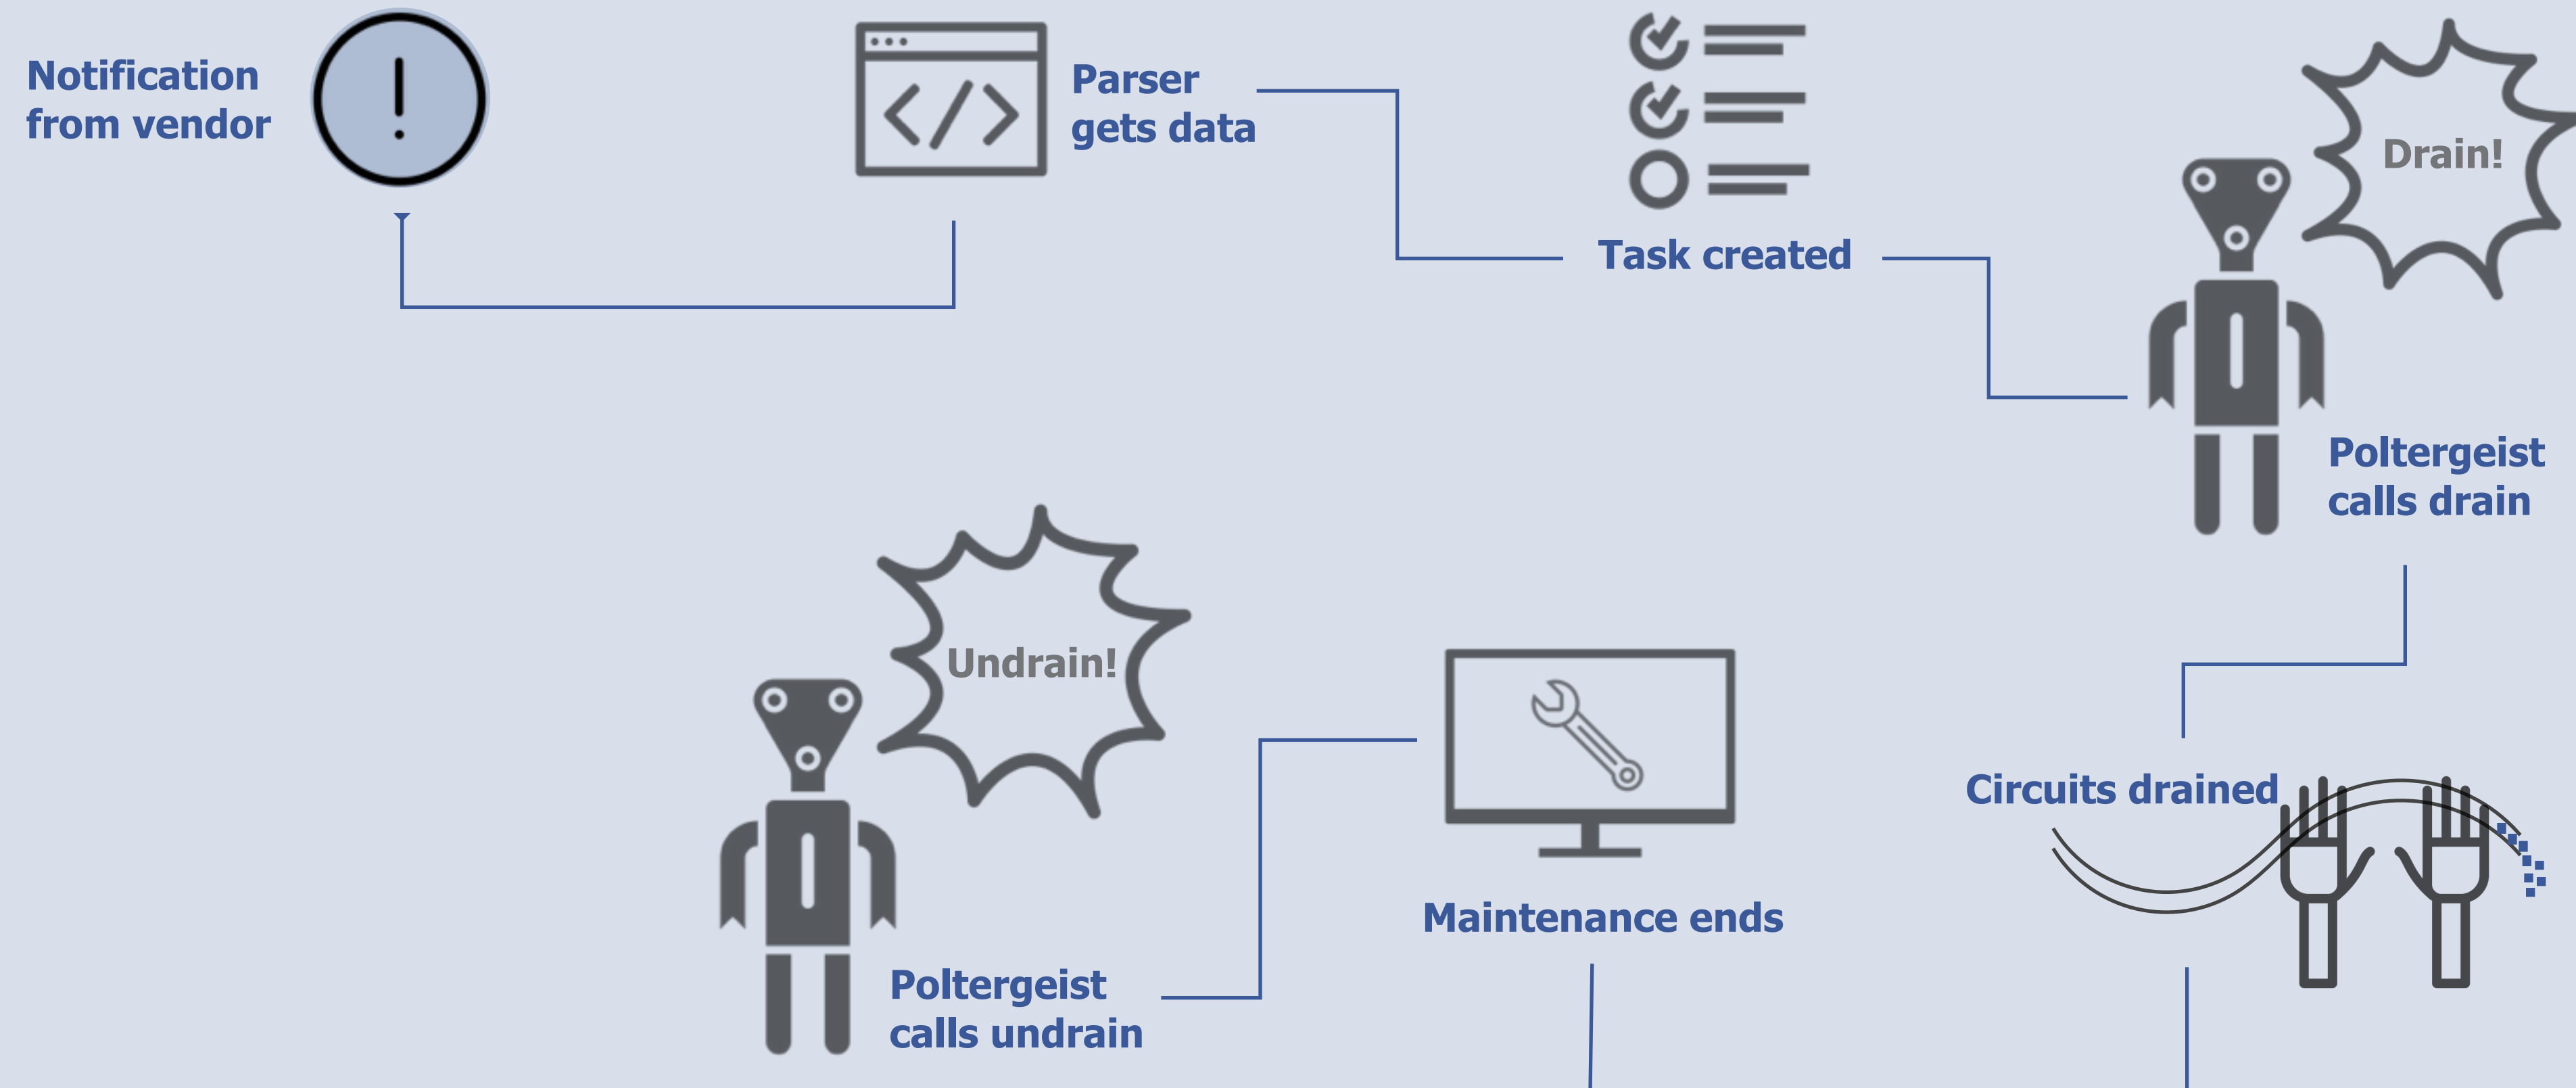 Notification
from vendor
Parser
gets data
Task created
Drain!
Poltergeist
calls drain
Circuits drained
Maintenance ends
Undrain!
Poltergeist
calls undrain